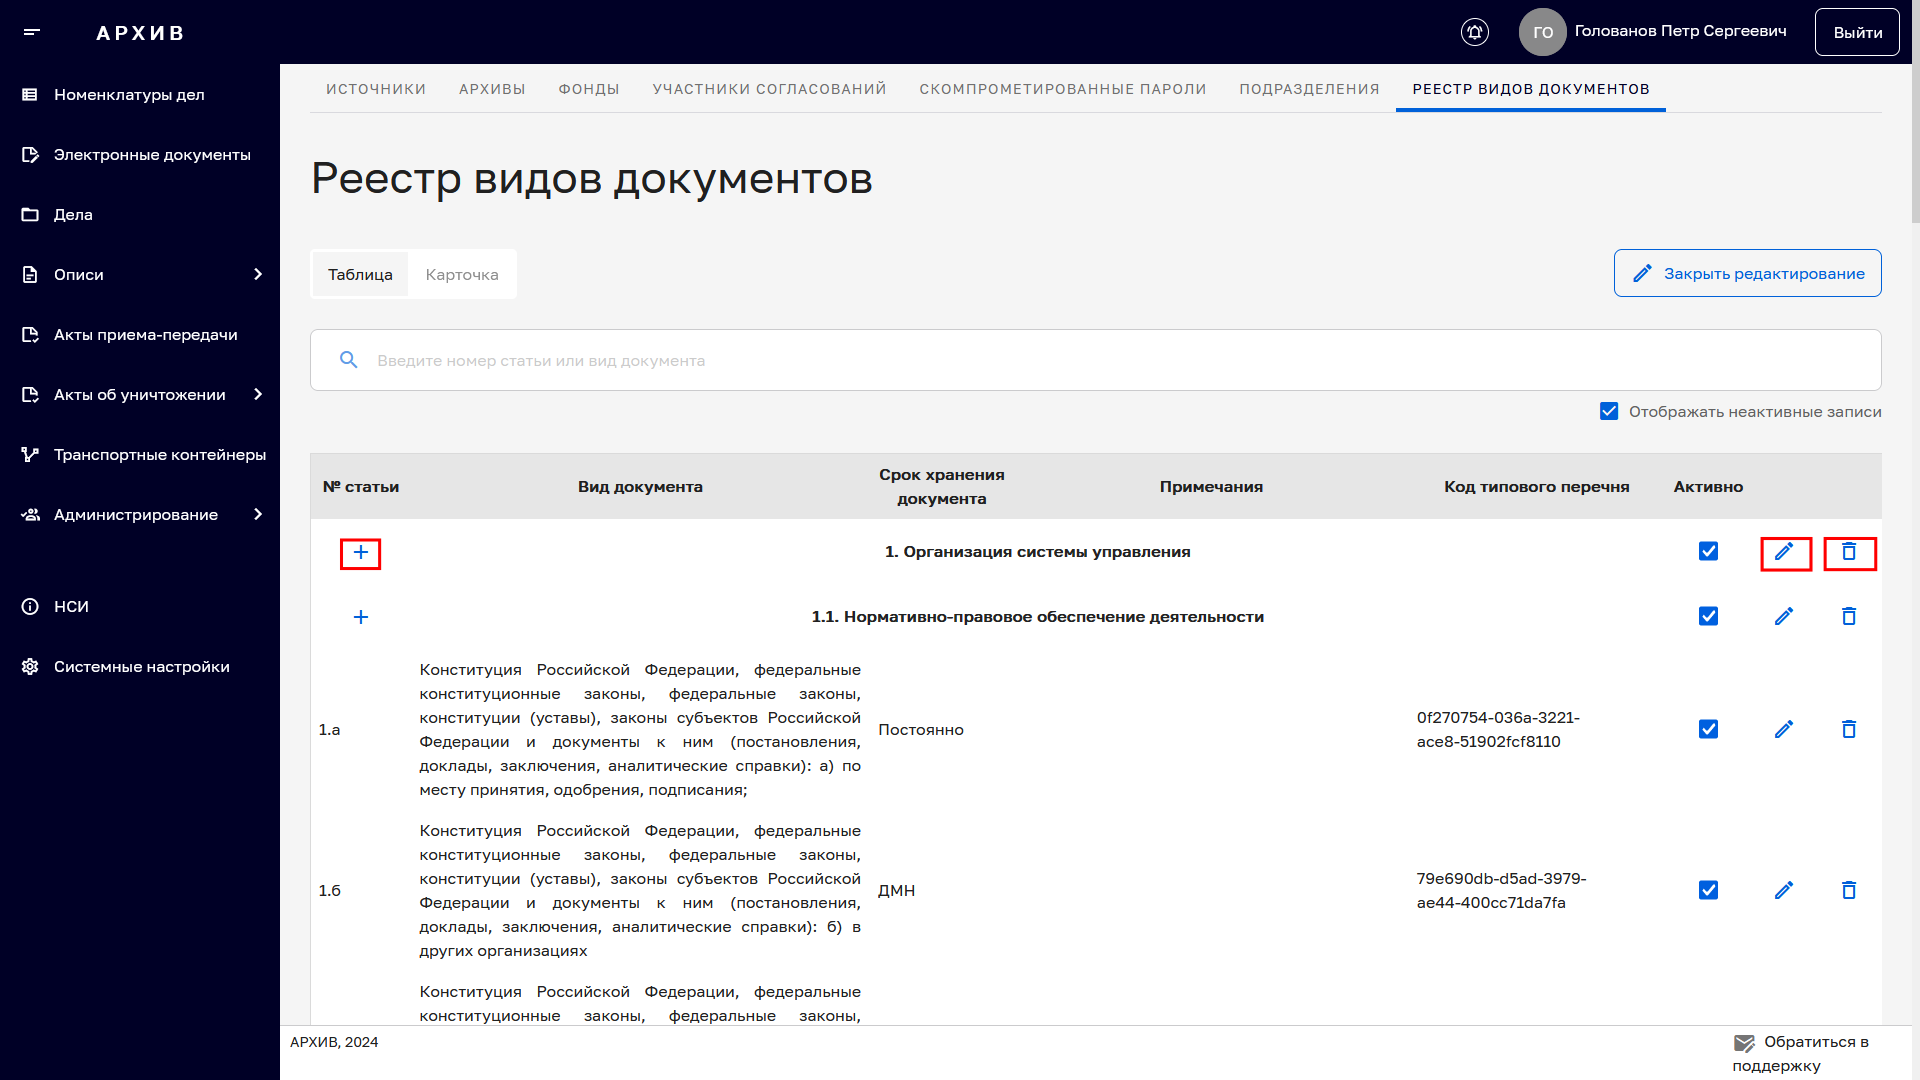 АРХИВ
ГО
Голованов Петр Сергеевич
Выйти
Номенклатуры дел
Электронные документы
Дела
Описи
Акты приема-передачи
Акты об уничтожении
Транспортные контейнеры
Администрирование
НСИ
Системные настройки
ИСТОЧНИКИ
АРХИВЫ
ФОНДЫ
УЧАСТНИКИ СОГЛАСОВАНИЙ
СКОМПРОМЕТИРОВАННЫЕ ПАРОЛИ
ПОДРАЗДЕЛЕНИЯ
РЕЕСТР ВИДОВ ДОКУМЕНТОВ
Реестр видов документов
Таблица
Карточка
Закрыть редактирование
Введите номер статьи или вид документа
Отображать неактивные записи
№ статьи
Вид документа
Срок хранения
документа
Примечания
Код типового перечня
Активно
1. Организация системы управления
1.1. Нормативно-правовое обеспечение деятельности
1.а
Конституция Российской Федерации, федеральные
конституционные законы, федеральные законы,
конституции (уставы), законы субъектов Российской
Федерации и документы к ним (постановления,
доклады, заключения, аналитические справки): а) по
месту принятия, одобрения, подписания;
Постоянно
0f270754-036a-3221-
ace8-51902fcf8110
1.б
Конституция Российской Федерации, федеральные
конституционные законы, федеральные законы,
конституции (уставы), законы субъектов Российской
Федерации и документы к ним (постановления,
доклады, заключения, аналитические справки): б) в
других организациях
ДМН
79e690db-d5ad-3979-
ae44-400cc71da7fa
Конституция Российской Федерации, федеральные
конституционные законы, федеральные законы,
АРХИВ, 2024
Обратиться в
поддержку